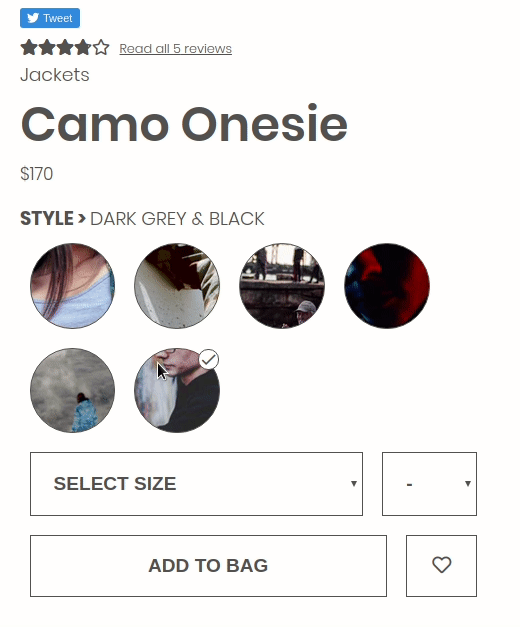 Tweet
Read all 5 reviews
Jackets
Camo Onesie
$170
STYLE > DARK GREY & BLACK
SELECT SIZE
-
ADD TO BAG